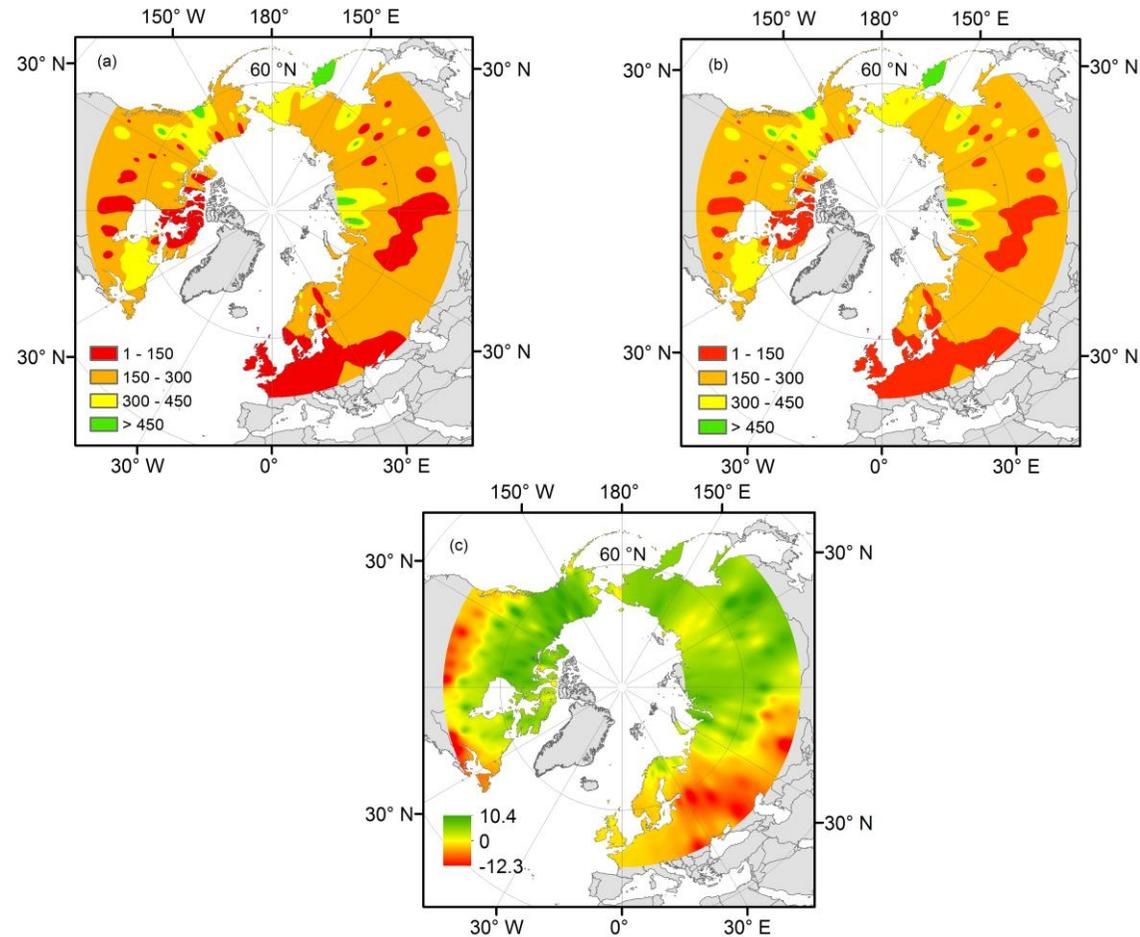 150° W 180° 150° E
150° W 180° 150° E
30° N (a) 60 °N 30° N
30° N (b) 60 °N 30° N
1 - 150
150 - 300
300 - 450
> 450
30° N 30° N
30° W 0° 30° E
1 - 150
150 - 300
300 - 450
> 450
30° N 30° N
30° W 0° 30° E
150° W 180° 150° E
30° N (c) 60 °N 30° N
10.4
0
-12.3
30° N 30° N
30° W 0° 30° E